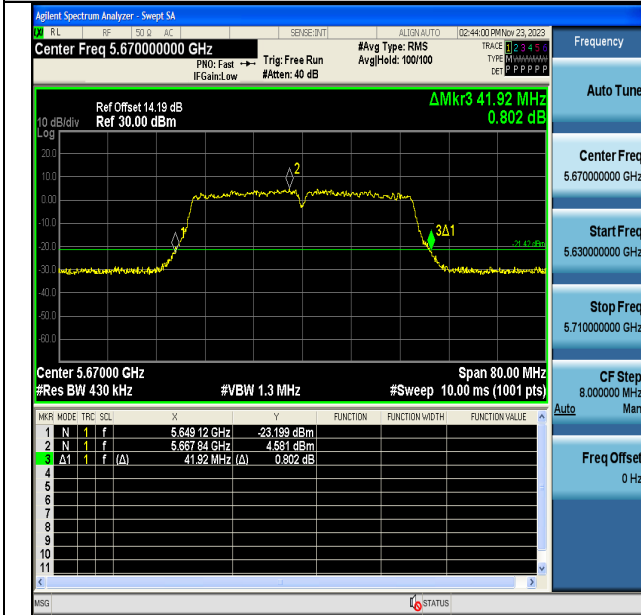 Agilent Spectrum Analyzer - Swept SA
RL RF 50 Ω AC SENSE:INT ALIGN AUTO 02:44:00 PM Nov 23, 2023
Center Freq 5.670000000 GHz
#Avg Type: RMS
TRACE 1 2 3 4 5 6
PNO: Fast Trig: Free Run Avg|Hold: 100/100
IFGain:Low #Atten: 40 dB
DET P P P P P P
TYPE M
Frequency
Auto Tune
Ref Offset 14.19 dB
ΔMkr3 41.92 MHz
10 dB/div Ref 30.00 dBm
0.802 dB
Log
20.0
10.0
0.00
-10.0
-20.0
-30.0
-40.0
-50.0
-60.0
1
2
3Δ1
-21.42 dBm
Center 5.67000 GHz Span 80.00 MHz
#Res BW 430 kHz #VBW 1.3 MHz #Sweep 10.00 ms (1001 pts)
Center Freq
5.670000000 GHz
Start Freq
5.630000000 GHz
Stop Freq
5.710000000 GHz
CF Step
8.000000 MHz
Auto Man
Freq Offset
0 Hz
MKR MODE TRC SCL X Y FUNCTION FUNCTION WIDTH FUNCTION VALUE
1 N 1 f 5.649 12 GHz -23.199 dBm
2 N 1 f 5.667 84 GHz 4.581 dBm
3 Δ1 1 f (Δ) 41.92 MHz (Δ) 0.802 dB
4
5
6
7
8
9
10
11
MSG STATUS